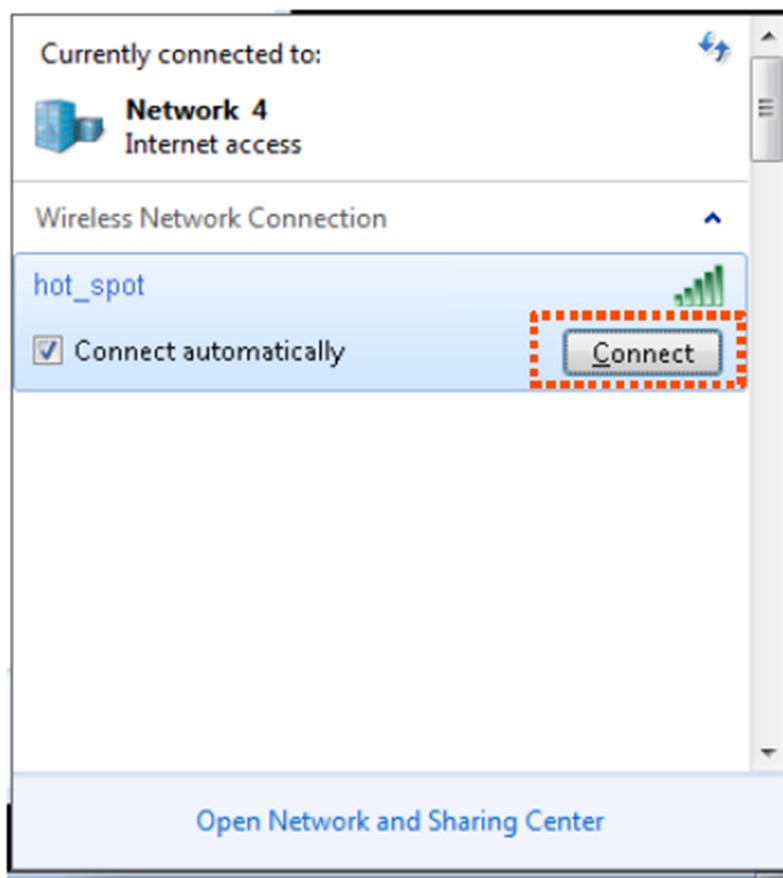 Currently connected to:
Network 4
Internet access
Wireless Network Connection
hot_spot
Connect automatically
Connect
Open Network and Sharing Center